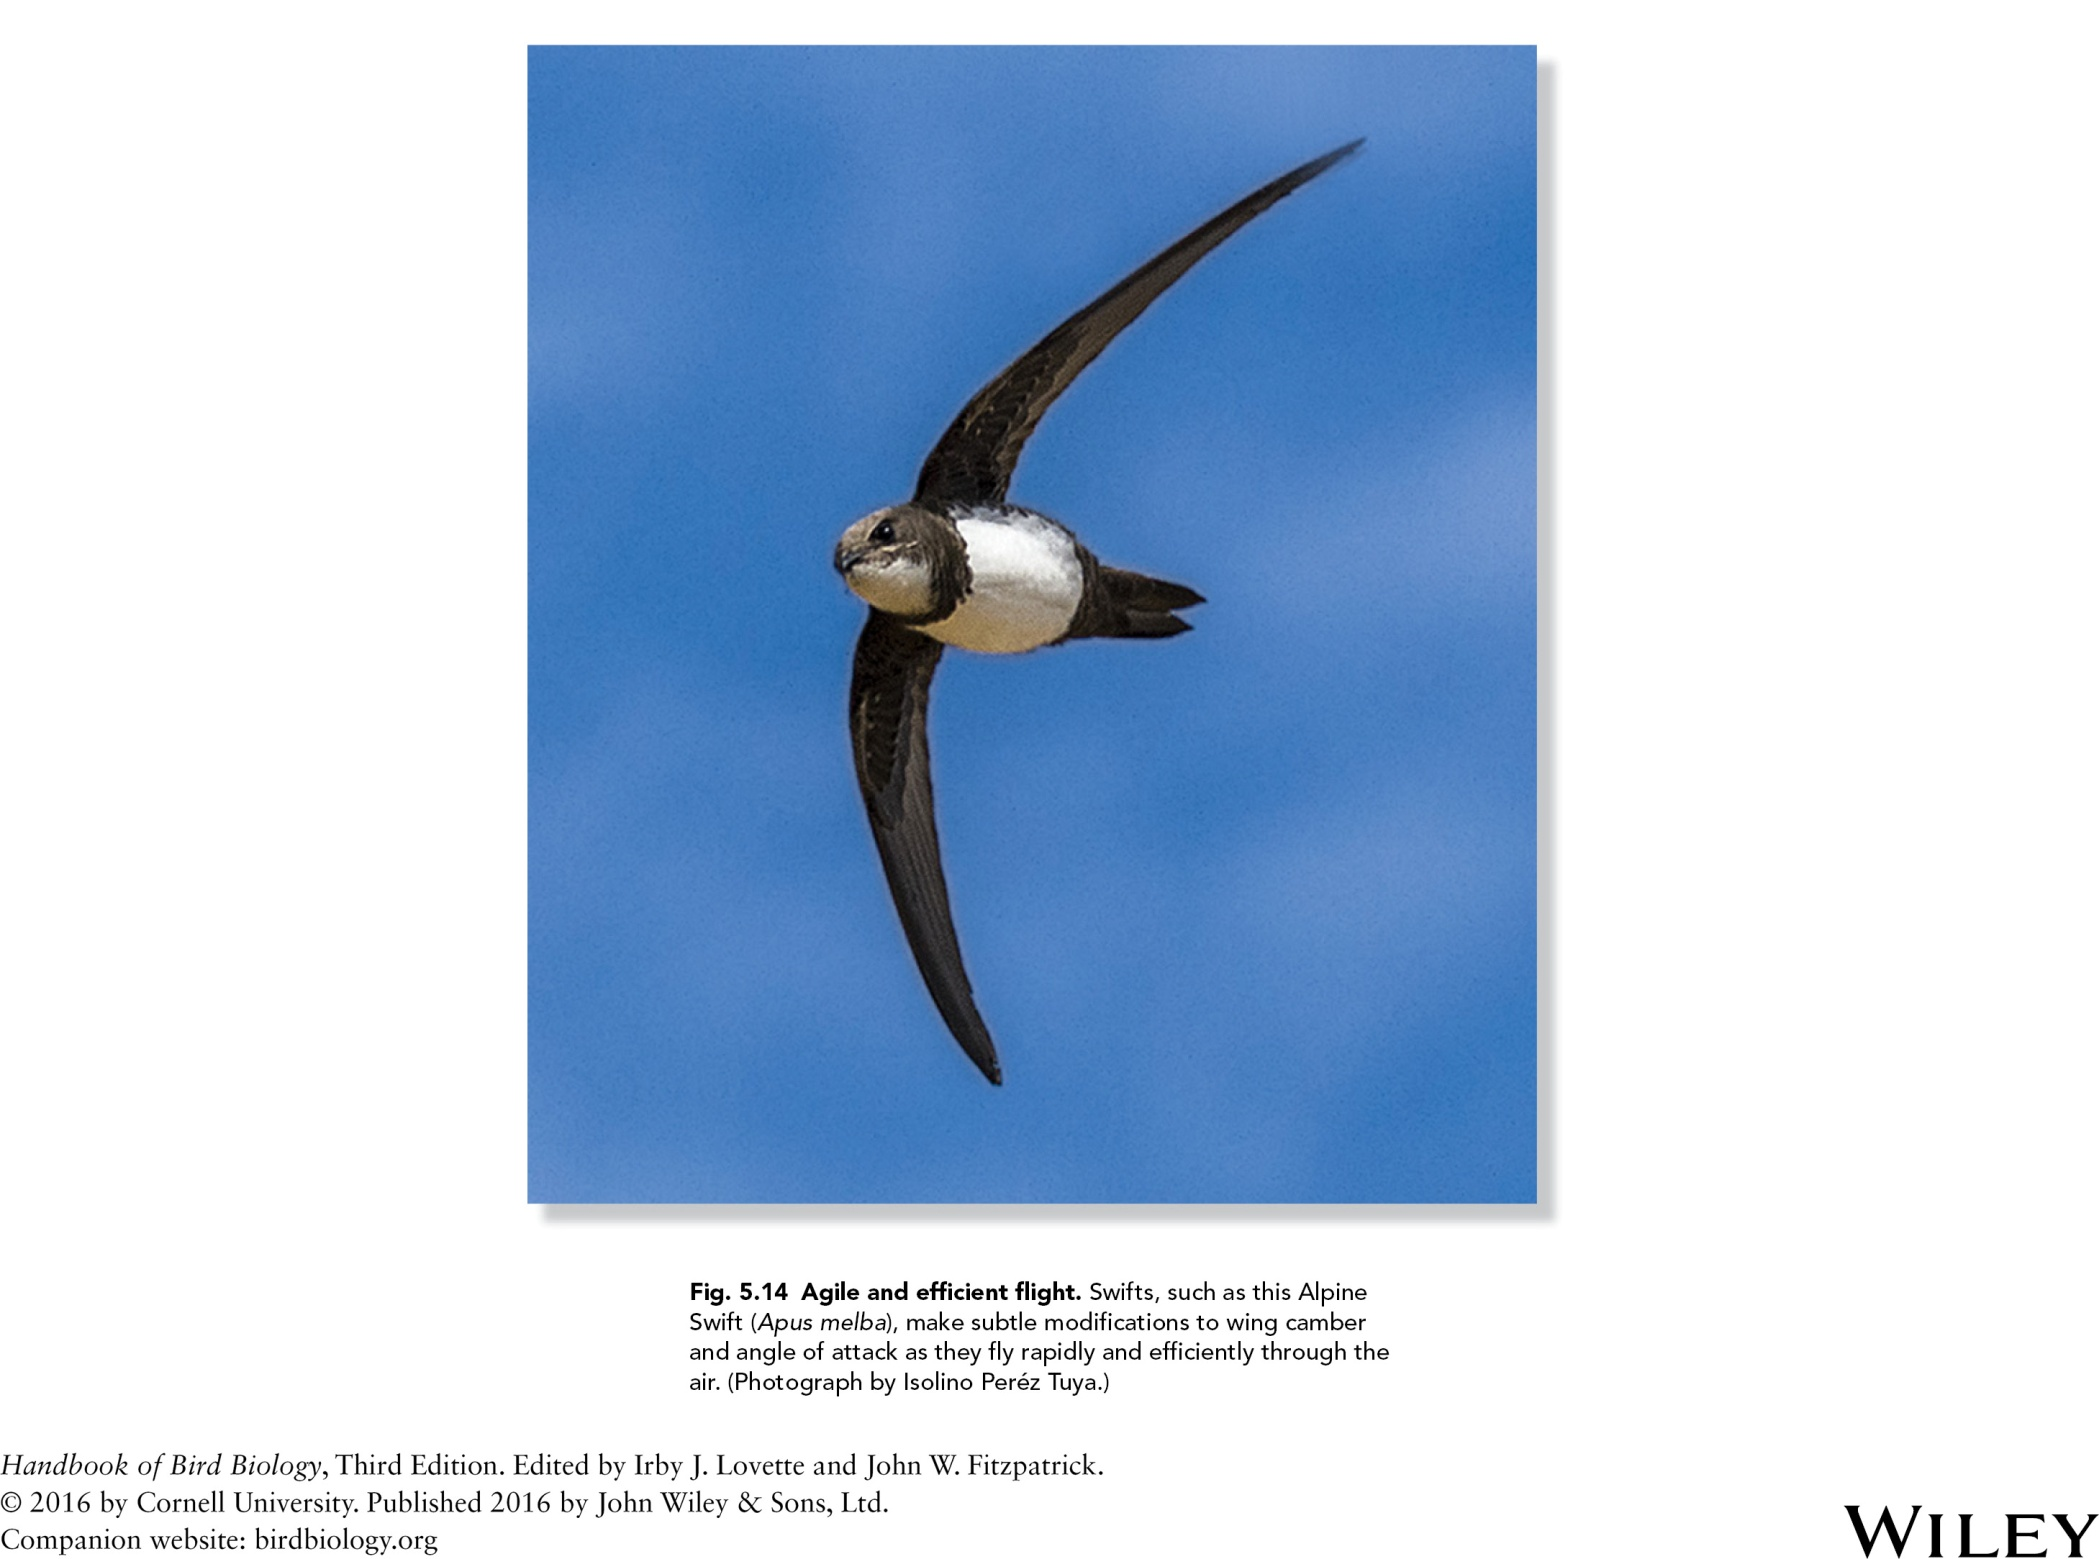 Fig. 5.14 Agile and efficient flight. Swifts, such as this Alpine
Swift (Apus melba), make subtle modifications to wing camber
and angle of attack as they fly rapidly and efficiently through the
air. (Photograph by Isolino Peréz Tuya.)
Handbook of Bird Biology, Third Edition. Edited by Irby J. Lovette and John W. Fitzpatrick.
© 2016 by Cornell University. Published 2016 by John Wiley & Sons, Ltd.
Companion website: birdbiology.org
WILEY